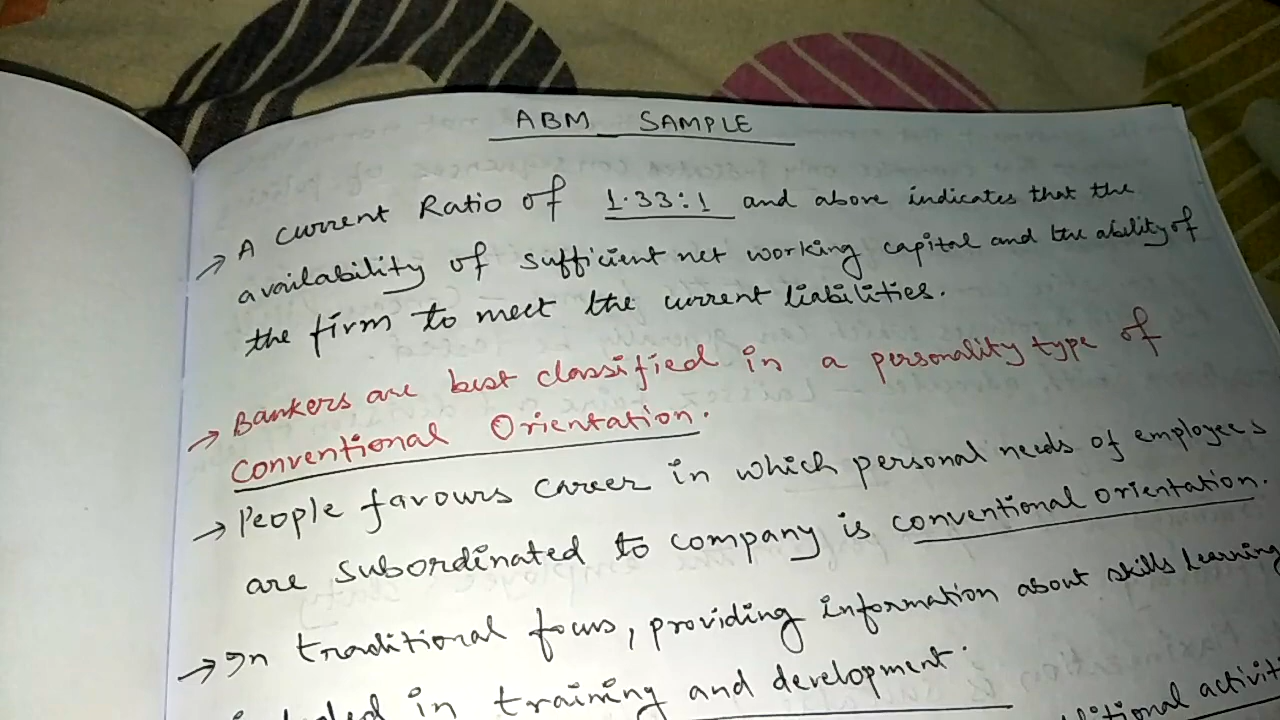 ABM SAMPLE
→ A current Ratio of 1.33:1 and above indicates that the
availability of sufficient net working capital and the ability of
the firm to meet the current liabilities.
→ Bankers are best classified in a personality type of
Conventional Orientation.
→ People favours career in which personal needs of employees
are subordinated to company is conventional orientation.
→ In traditional focus, providing information about skills learning
in training and development.
activit